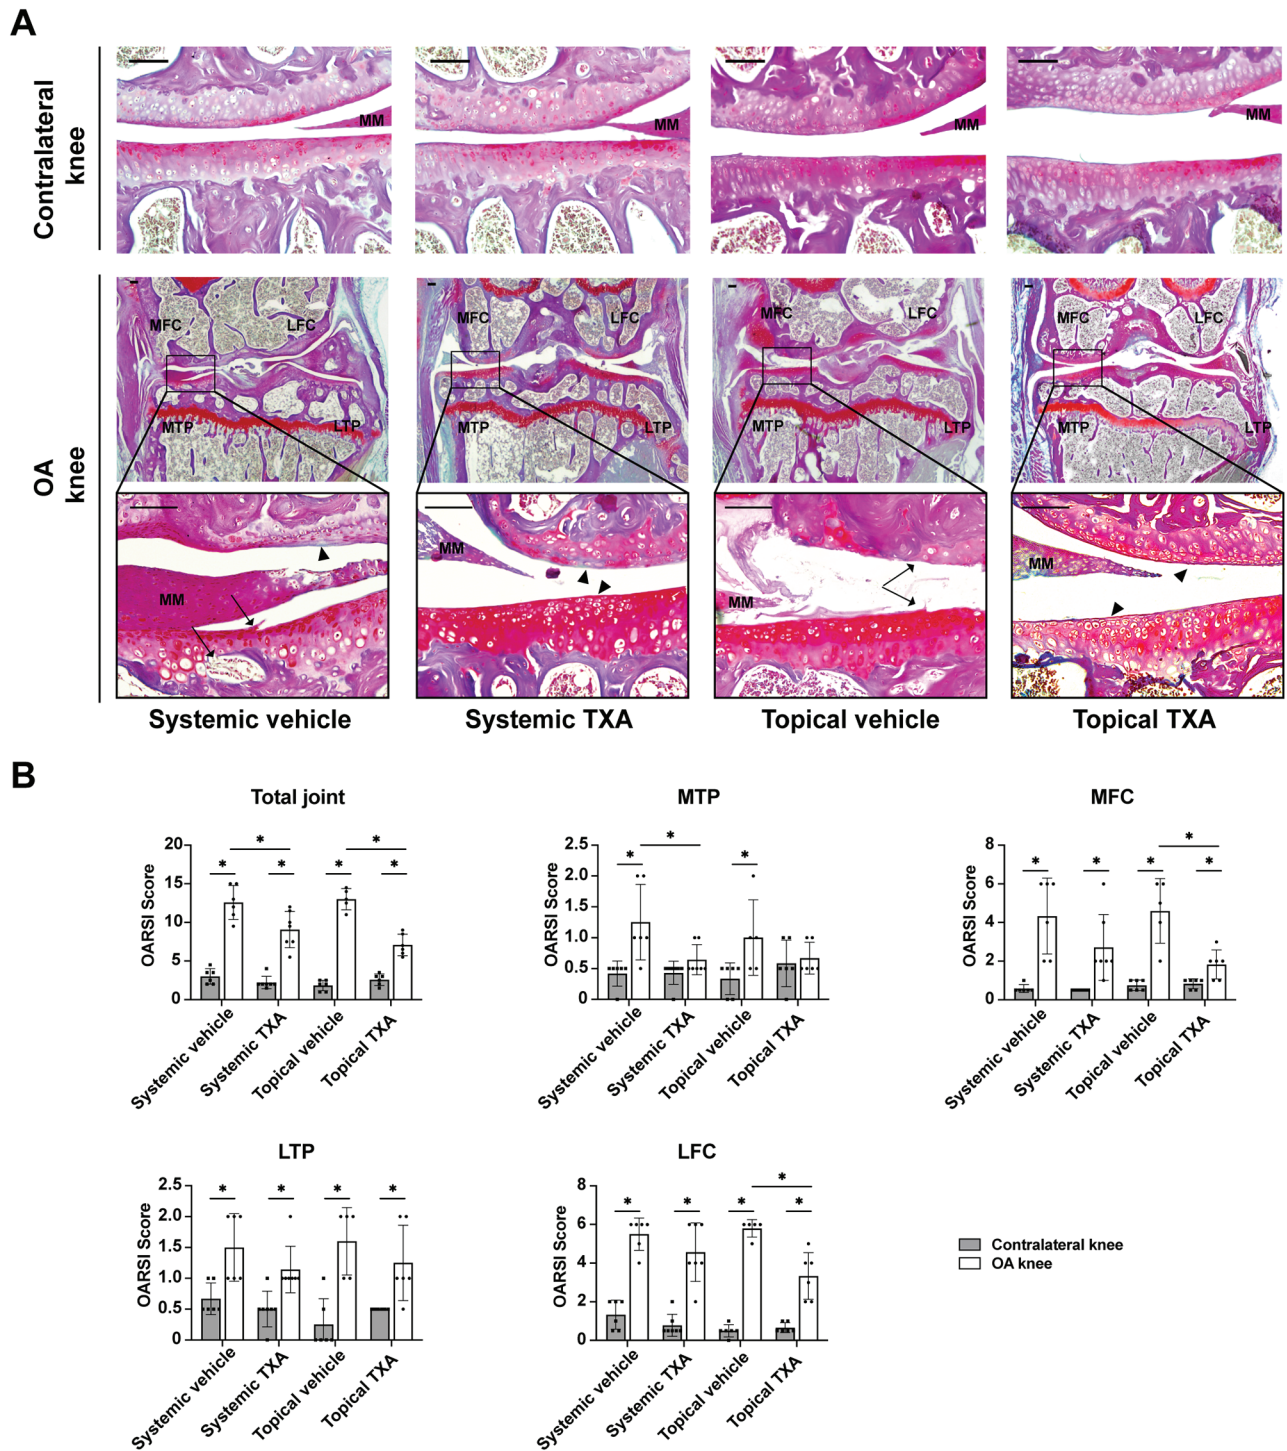 A
Contralateral
knee
MM
MM
MM
MM
OA
knee
MFC
LFC
MTP
LTP
MFC
LFC
MTP
LTP
MFC
LFC
MTP
LTP
MFC
LFC
MTP
LTP
MM
MM
MM
MM
Systemic vehicle
Systemic TXA
Topical vehicle
Topical TXA
B
Total joint
OARSI Score
20
15
10
5
0
* * * * * *
Systemic vehicle
Systemic TXA
Topical vehicle
Topical TXA
MTP
OARSI Score
2.5
2.0
1.5
1.0
0.5
0
* * *
Systemic vehicle
Systemic TXA
Topical vehicle
Topical TXA
MFC
OARSI Score
8
6
4
2
0
* * * * *
Systemic vehicle
Systemic TXA
Topical vehicle
Topical TXA
LTP
OARSI Score
2.5
2.0
1.5
1.0
0.5
0
* * * *
Systemic vehicle
Systemic TXA
Topical vehicle
Topical TXA
LFC
OARSI Score
8
6
4
2
0
* * * * *
Systemic vehicle
Systemic TXA
Topical vehicle
Topical TXA
Contralateral knee
OA knee